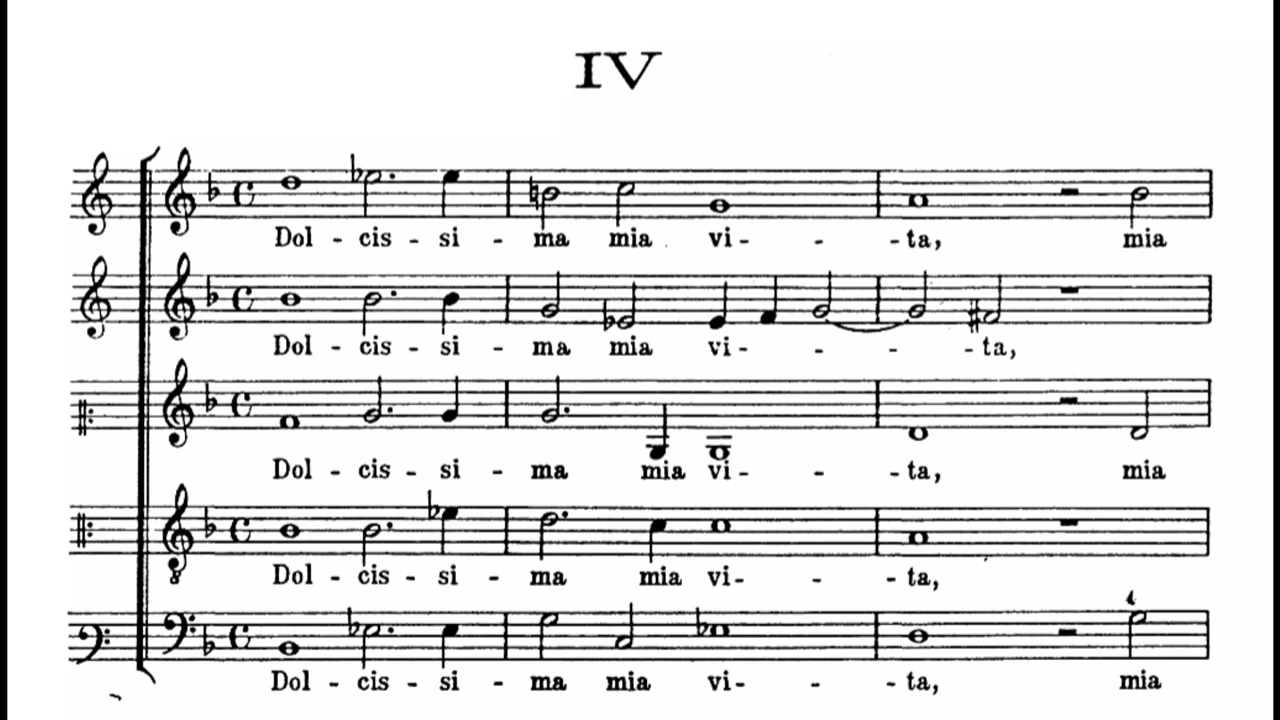 IV
Dol - cis - si - ma mia vi - - - ta, mia
Dol - cis - si - ma mia vi - - - - ta,
Dol - cis - si - ma mia vi - - - ta, mia
8
Dol - cis - si - ma mia vi - - - ta,
Dol - cis - si - ma mia vi - - - ta, mia